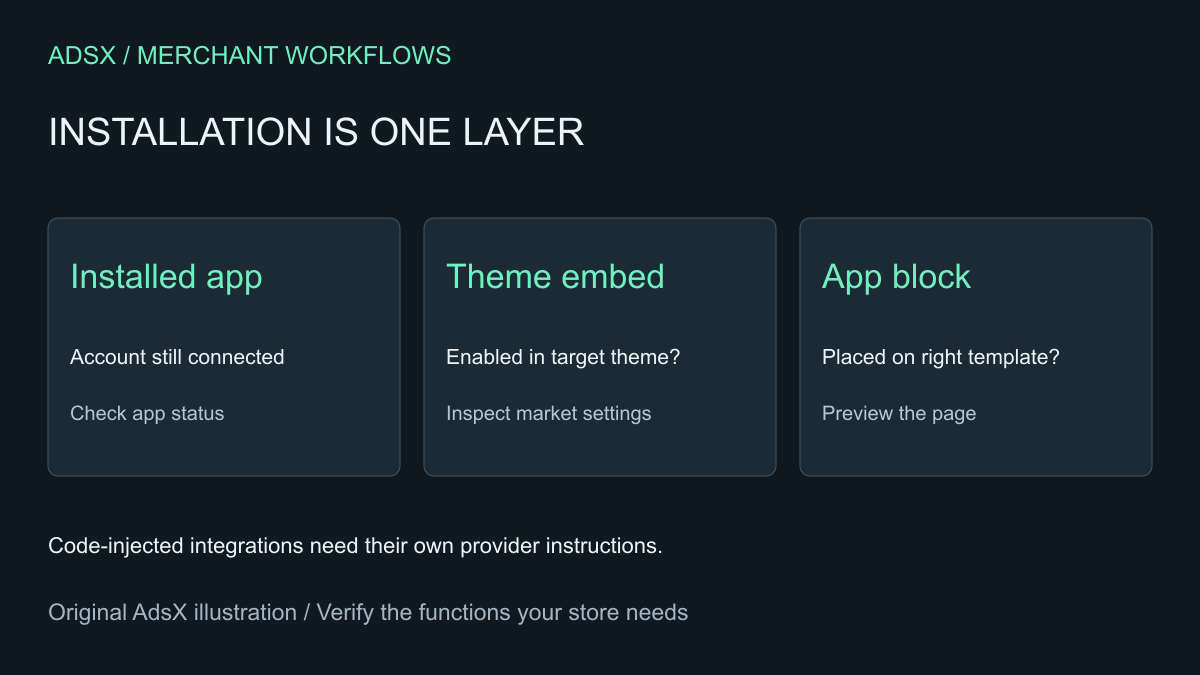 ADSX / MERCHANT WORKFLOWS
INSTALLATION IS ONE LAYER
Installed app
Account still connected
Check app status
Theme embed
Enabled in target theme?
Inspect market settings
App block
Placed on right template?
Preview the page
Code-injected integrations need their own provider instructions.
Original AdsX illustration / Verify the functions your store needs